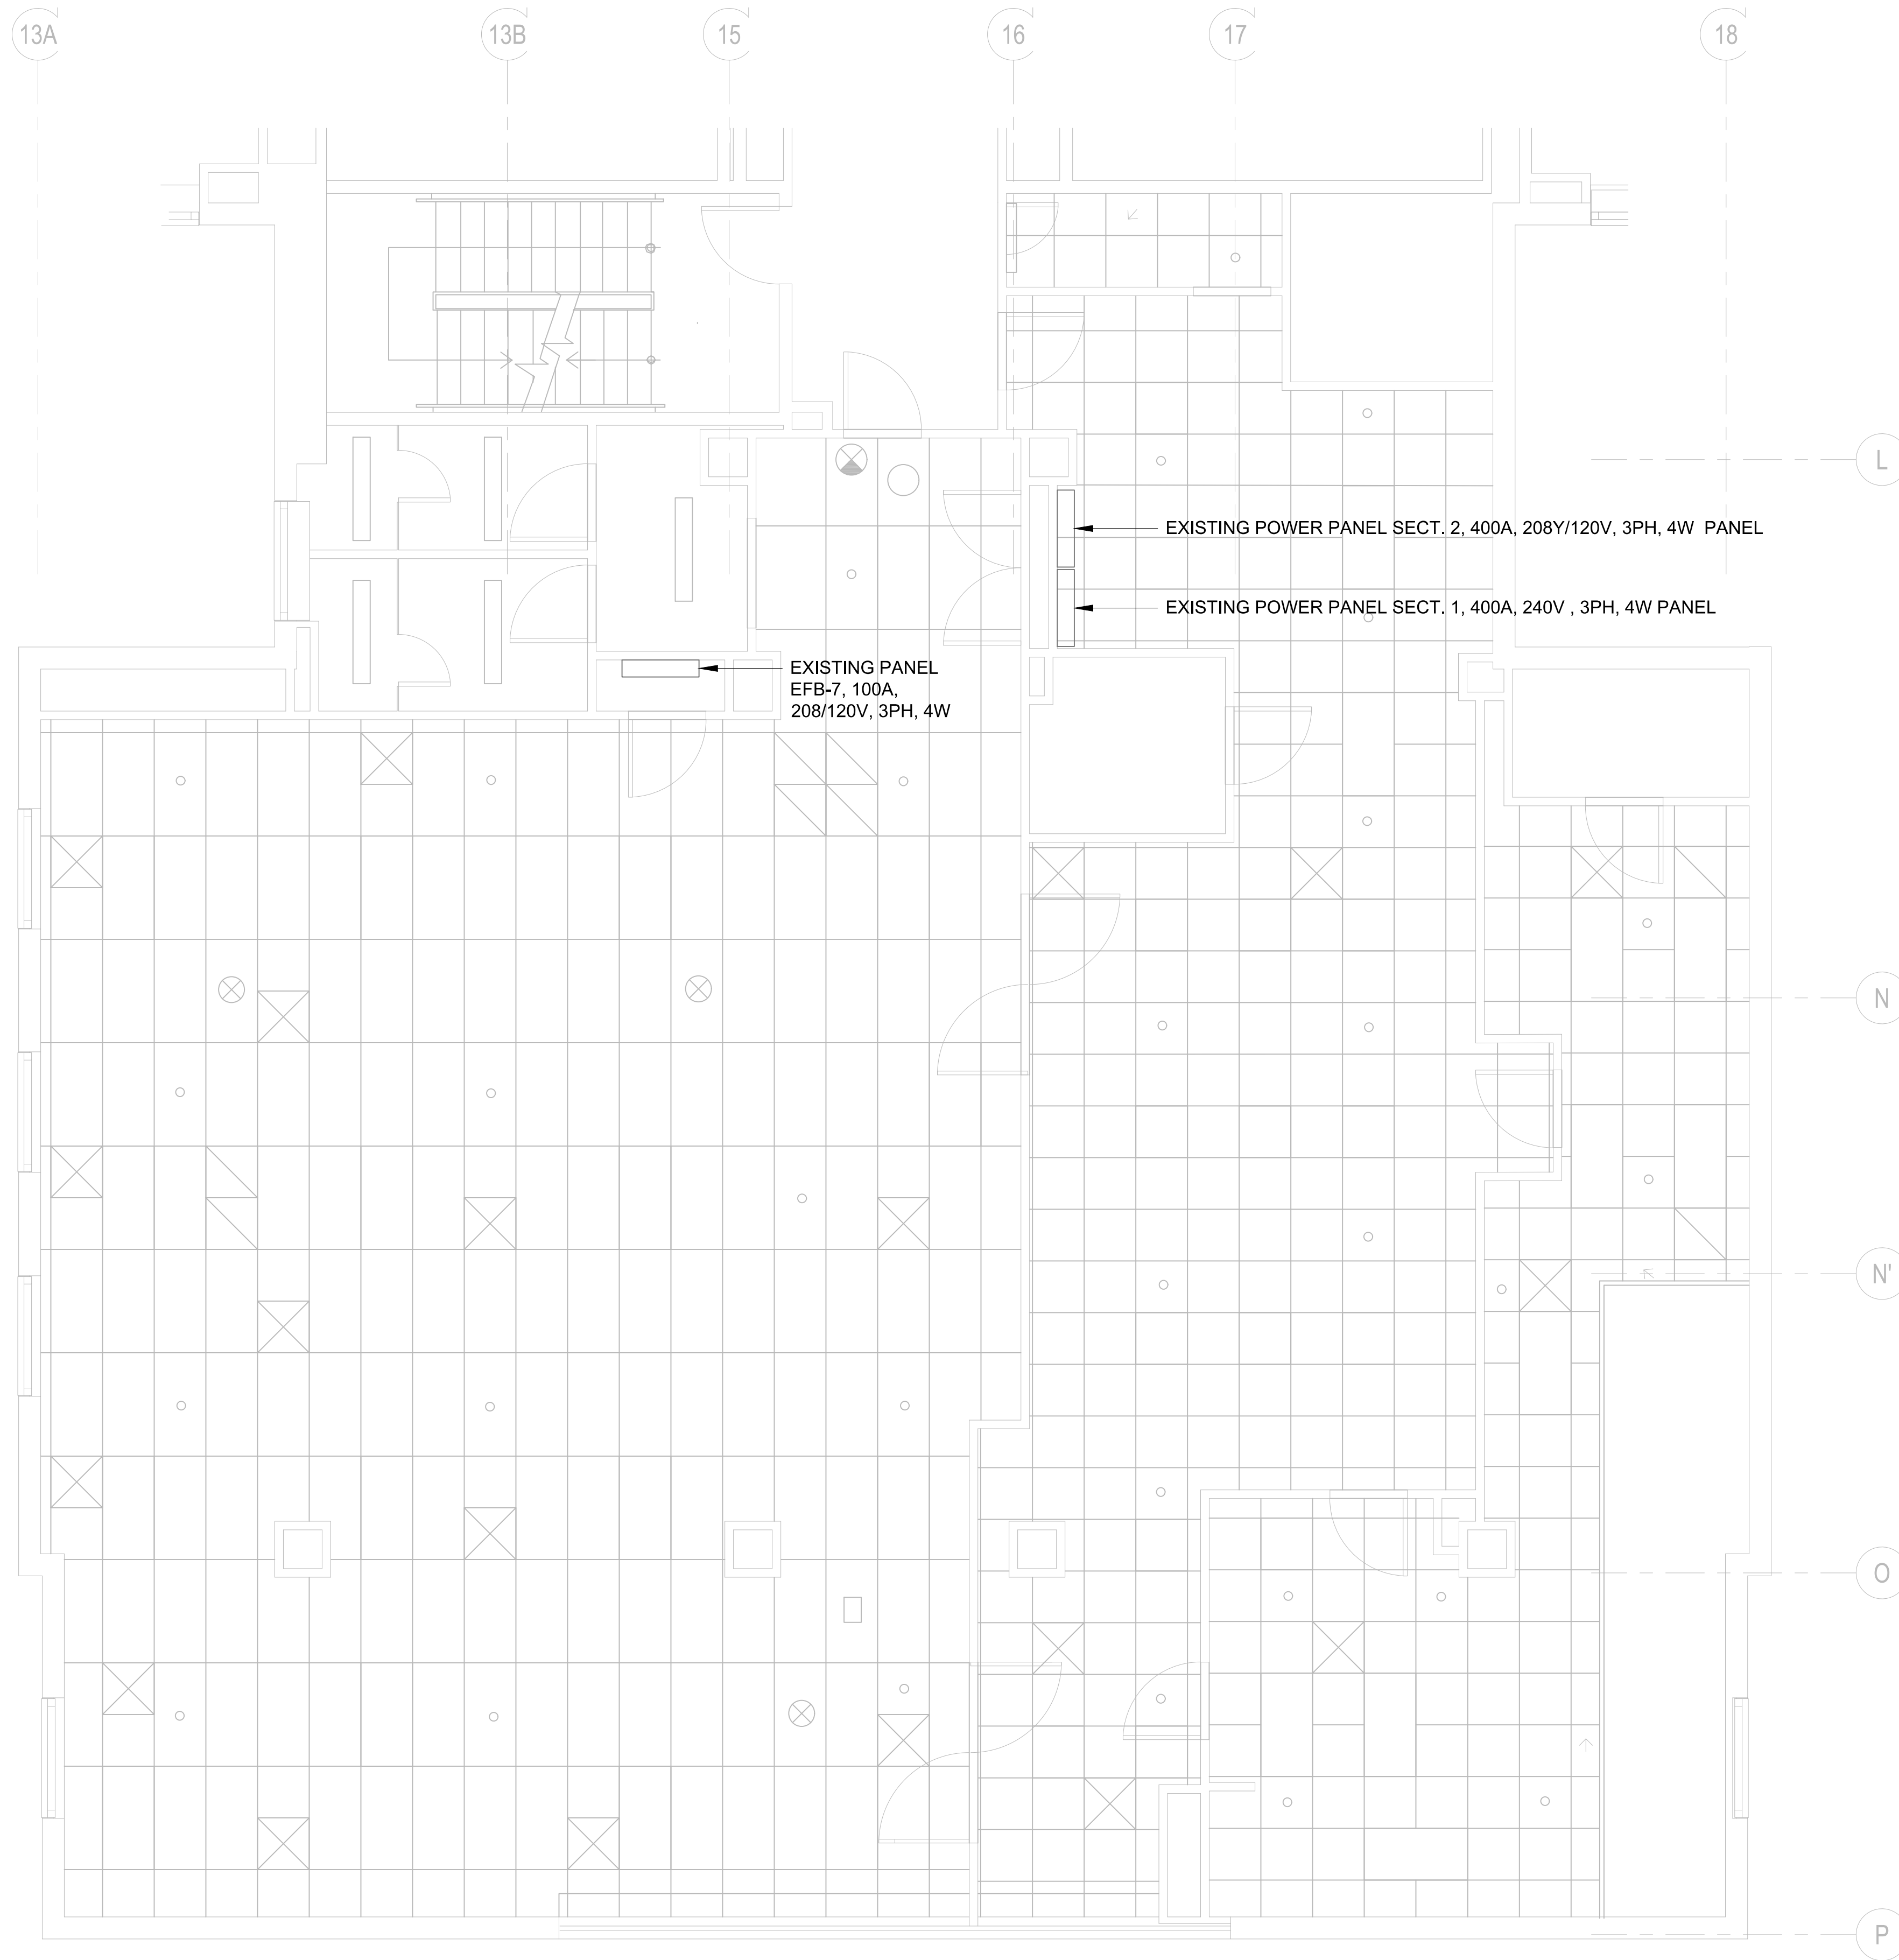 13A
13B
15
16
17
18
L
EXISTING POWER PANEL SECT. 2, 400A, 208Y/120V, 3PH, 4W PANEL
EXISTING POWER PANEL SECT. 1, 400A, 240V , 3PH, 4W PANEL
EXISTING PANEL
EFB-7, 100A,
208/120V, 3PH, 4W
N
N'
O
P